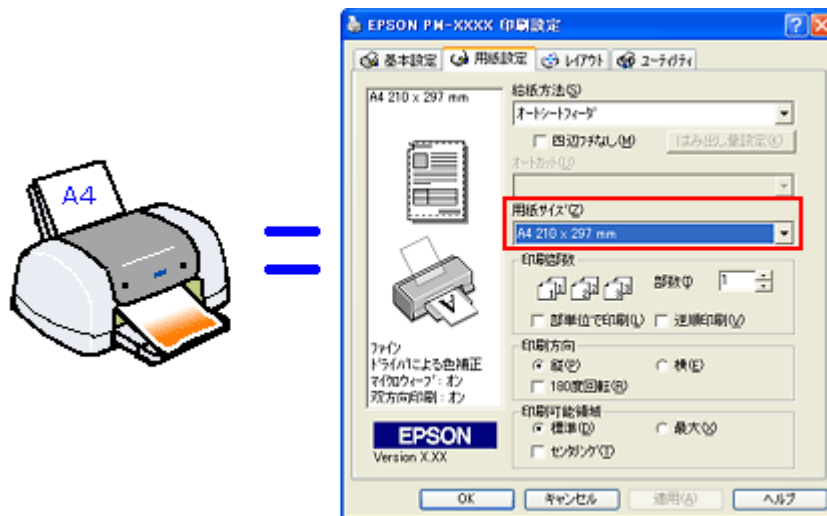 A4
EPSON PM-XXXX 印刷設定
基本設定 用紙設定 レイアウト ユーティリティ
A4 210 x 297 mm
ファイン
ドライバによる色補正
マイクロウィーブ:オン
双方向印刷:オン
EPSON
Version X.XX
給紙方法(S)
オートシートフィーダ
四辺フチなし(M) はみ出し量設定(K)
オートカット(U)
用紙サイズ(Z)
A4 210 x 297 mm
印刷部数
部数(I) 1
部単位で印刷(L) 逆順印刷(V)
印刷方向
縦(P) 横(E)
180度回転(R)
印刷可能領域
標準(D) 最大(X)
センタリング(T)
OK キャンセル 適用(A) ヘルプ